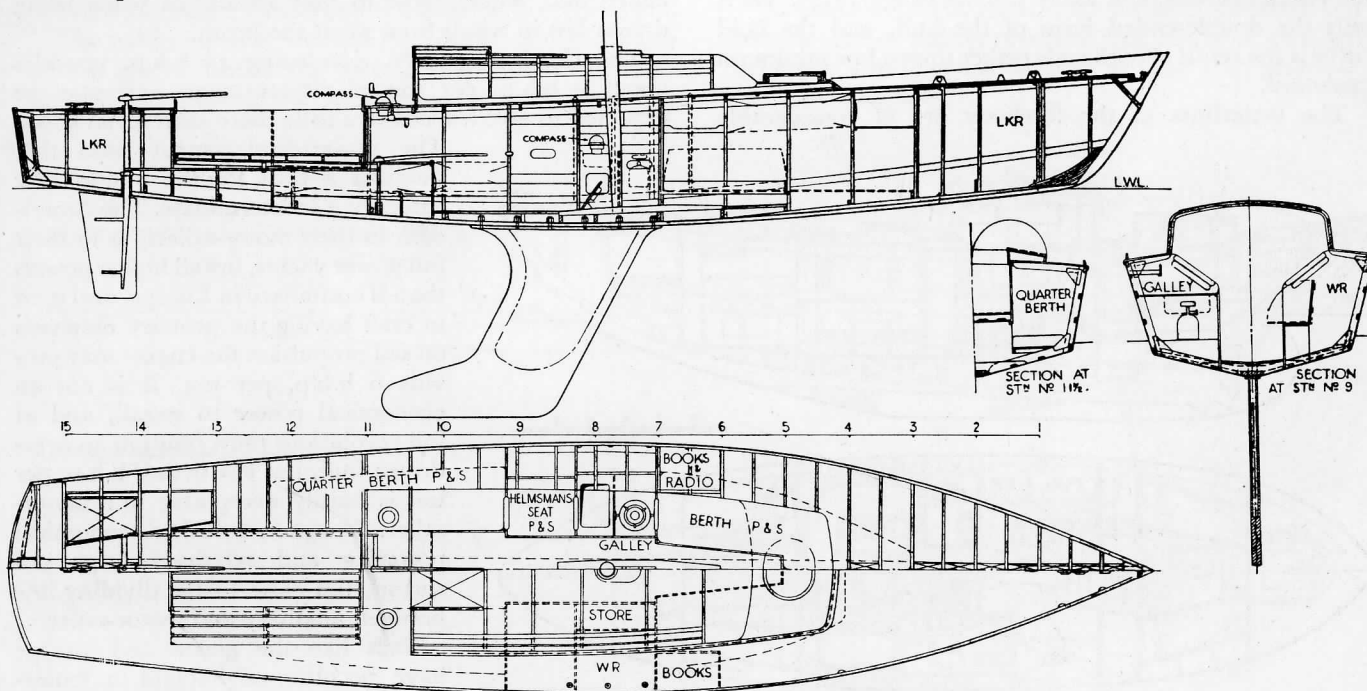 COMPASS
LKR
COMPASS
LKR
L.W.L.
QUARTER
BERTH
SECTION AT
STN Nº 11½.
GALLEY
WR
SECTION
AT STN Nº 9
15 14 13 12 11 10 9 8 7 6 5 4 3 2 1
QUARTER BERTH P & S
HELMSMANS
SEAT
P & S
BOOKS
&
RADIO
BERTH P & S
GALLEY
STORE
WR
BOOKS